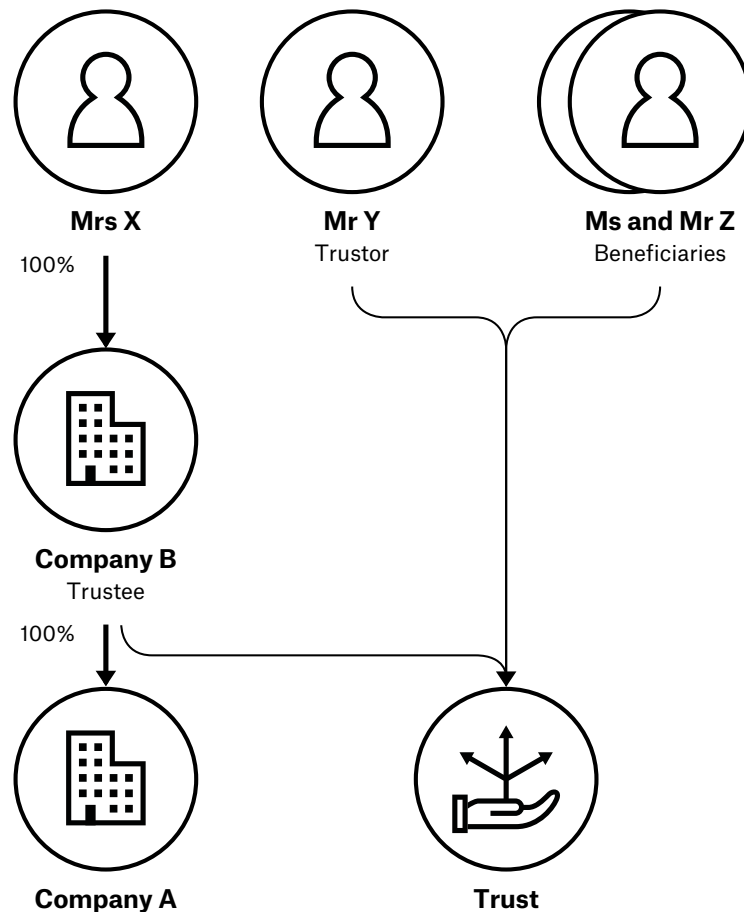 Mrs X
Mr Y
Trustor
Ms and Mr Z
Beneficiaries
100%
Company B
Trustee
100%
Company A
Trust